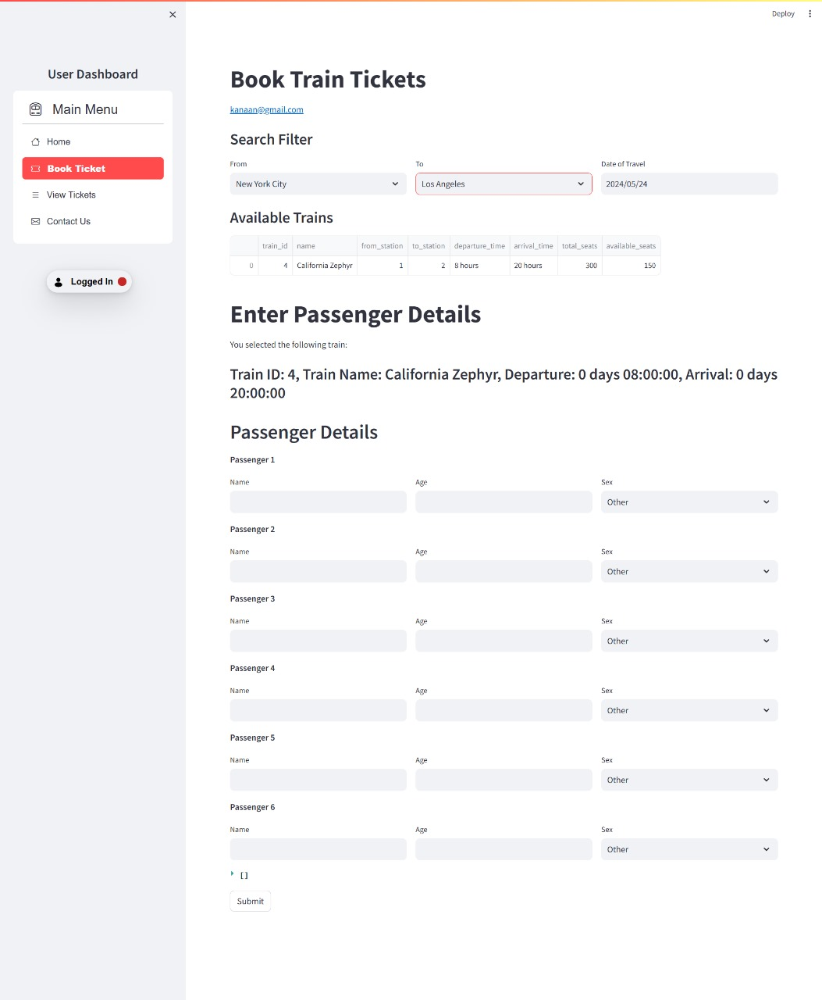 Deploy
User Dashboard
Main Menu
Home
Book Ticket
View Tickets
Contact Us
Logged In
Book Train Tickets
kanaan@gmail.com
Search Filter
From To Date of Travel
New York City Los Angeles 2024/05/24
Available Trains
train_id name from_station to_station departure_time arrival_time total_seats available_seats
0 4 California Zephyr 1 2 8 hours 20 hours 300 150
Enter Passenger Details
You selected the following train:
Train ID: 4, Train Name: California Zephyr, Departure: 0 days 08:00:00, Arrival: 0 days
20:00:00
Passenger Details
Passenger 1
Name Age Sex
Other
Passenger 2
Name Age Sex
Other
Passenger 3
Name Age Sex
Other
Passenger 4
Name Age Sex
Other
Passenger 5
Name Age Sex
Other
Passenger 6
Name Age Sex
Other
[]
Submit